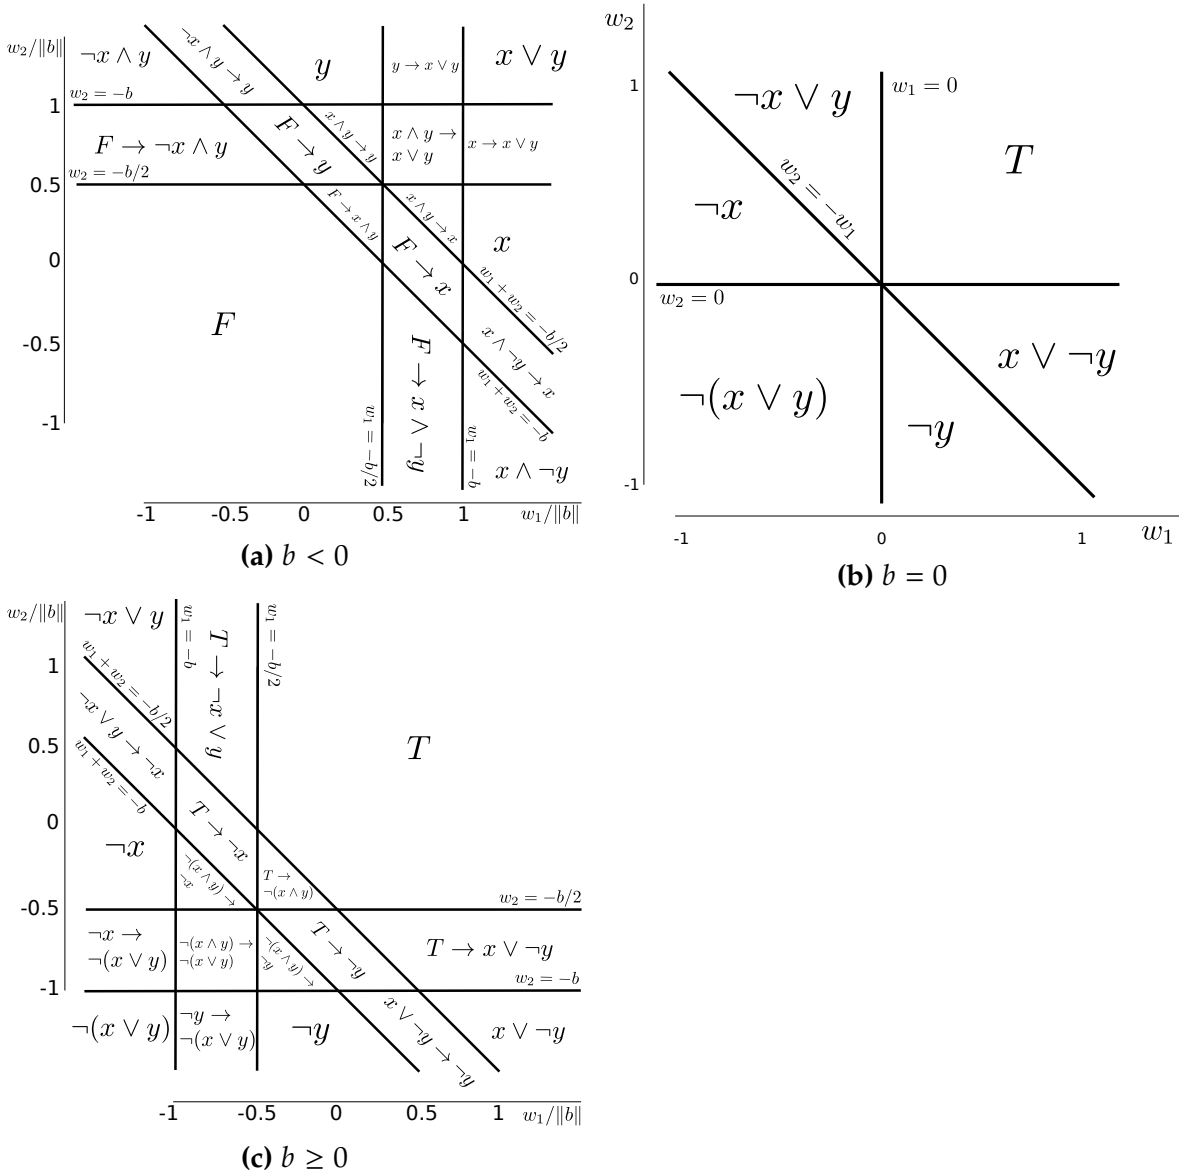 w₂/‖b‖
¬x ∧ y
¬x ∧ y → y
y
y → x ∨ y
x ∨ y
w₂ = −b
1
F → ¬x ∧ y
F → y
x ∧ y → y
x ∧ y →
x ∨ y
x → x ∨ y
w₂ = −b/2
0.5
F → x ∧ y
x ∧ y → x
0
F → x
x
w₁ + w₂ = −b/2
F
-0.5
F → x ∧ ¬y
x ∧ ¬y → x
w₁ + w₂ = −b
-1
w₁ = −b/2
w₁ = −b
x ∧ ¬y
-1 -0.5 0 0.5 1 w₁/‖b‖
(a) b < 0
w₂
1
¬x ∨ y
w₁ = 0
T
w₂ = −w₁
¬x
0
w₂ = 0
x ∨ ¬y
¬(x ∨ y)
¬y
-1
-1 0 1 w₁
(b) b = 0
w₂/‖b‖
¬x ∨ y
w₁ = −b
T → ¬x ∨ y
w₁ = −b/2
1
w₁ + w₂ = −b/2
¬x ∨ y → ¬x
0.5
T
w₁ + w₂ = −b
0
T → ¬x
¬x
¬(x ∧ y) →
¬x
T →
¬(x ∧ y)
-0.5
w₂ = −b/2
¬x →
¬(x ∨ y)
¬(x ∧ y) →
¬(x ∨ y)
¬(x ∧ y) →
¬y
T → ¬y
T → x ∨ ¬y
-1
w₂ = −b
¬(x ∨ y)
¬y →
¬(x ∨ y)
¬y
x ∨ ¬y → ¬y
x ∨ ¬y
-1 -0.5 0 0.5 1 w₁/‖b‖
(c) b ≥ 0